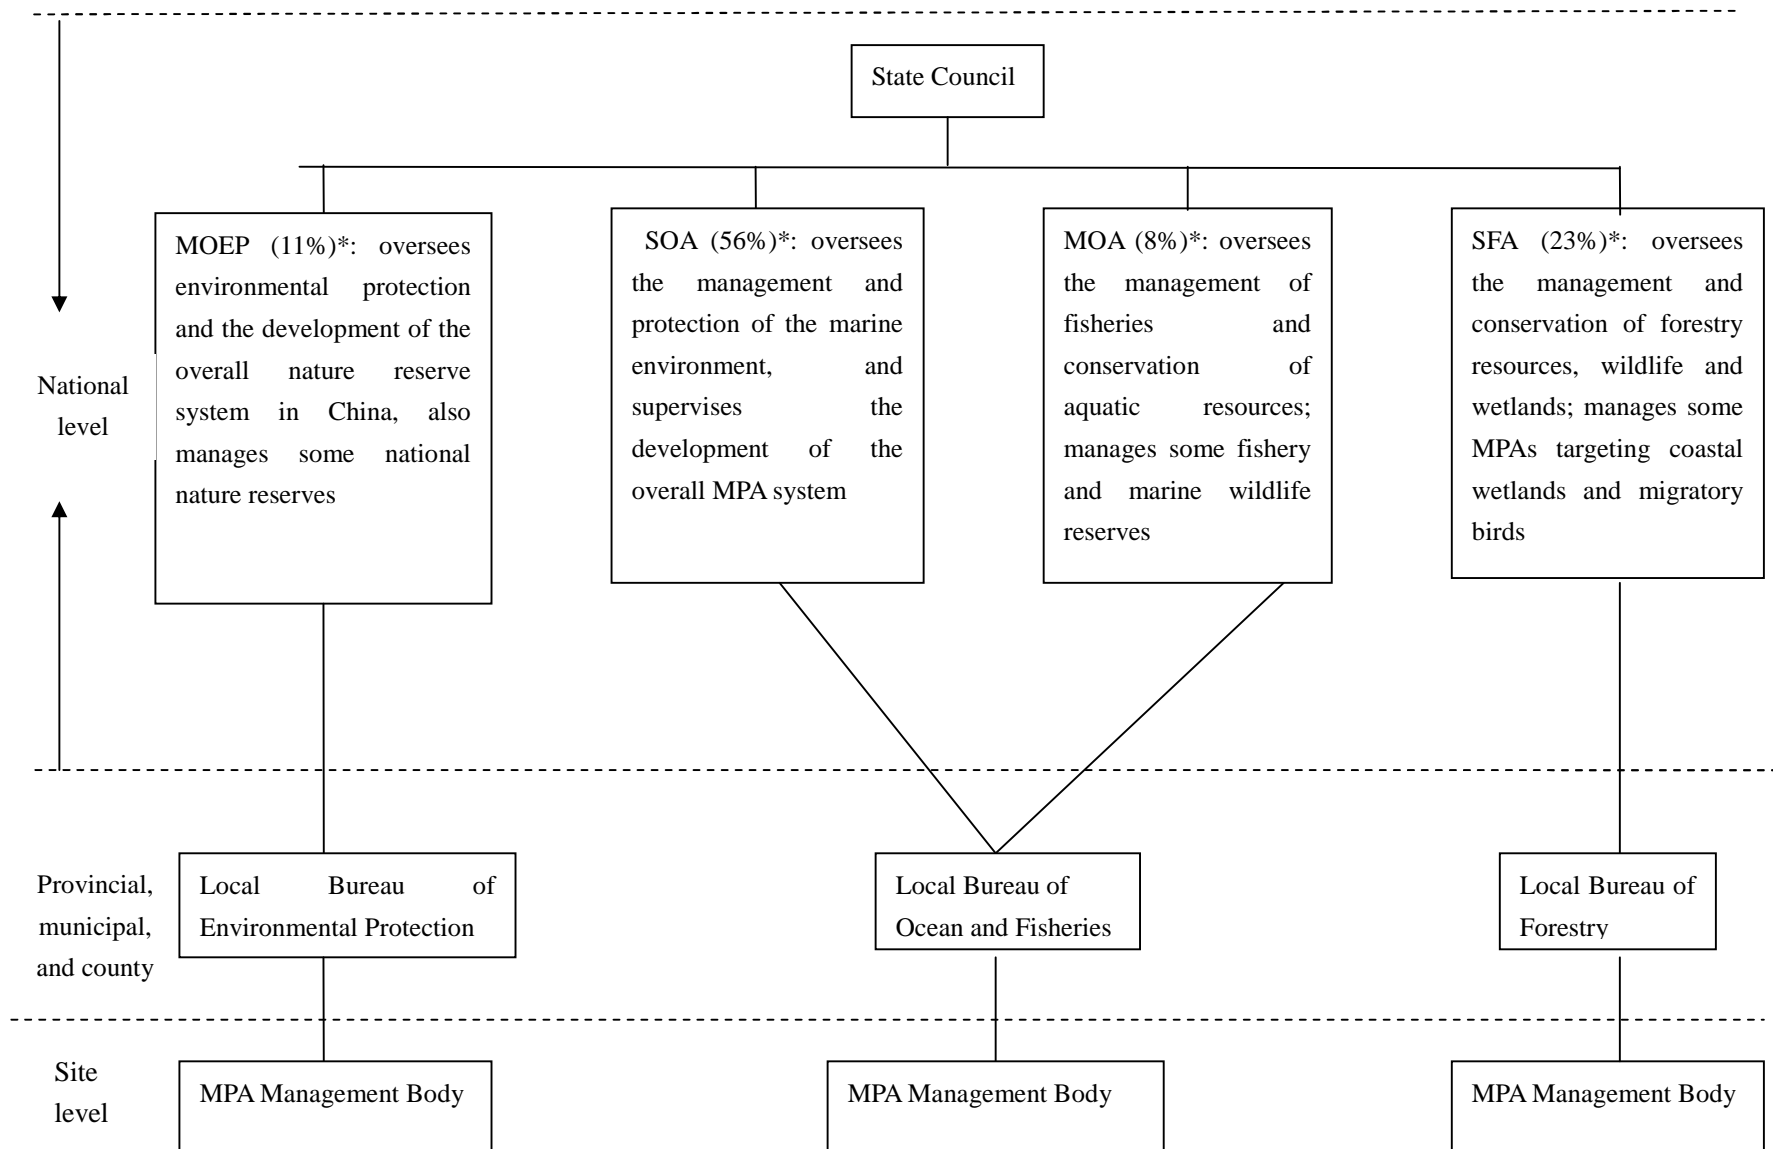 State Council
MOEP (11%)*: oversees
environmental protection
and the development of the
overall nature reserve
system in China, also
manages some national
nature reserves
SOA (56%)*: oversees
the management and
protection of the marine
environment, and
supervises the
development of the
overall MPA system
MOA (8%)*: oversees
the management of
fisheries and
conservation of
aquatic resources;
manages some fishery
and marine wildlife
reserves
SFA (23%)*: oversees
the management and
conservation of forestry
resources, wildlife and
wetlands; manages some
MPAs targeting coastal
wetlands and migratory
birds
National
level
Provincial,
municipal,
and county
Local Bureau of
Environmental Protection
Local Bureau of
Ocean and Fisheries
Local Bureau of
Forestry
Site
level
MPA Management Body
MPA Management Body
MPA Management Body